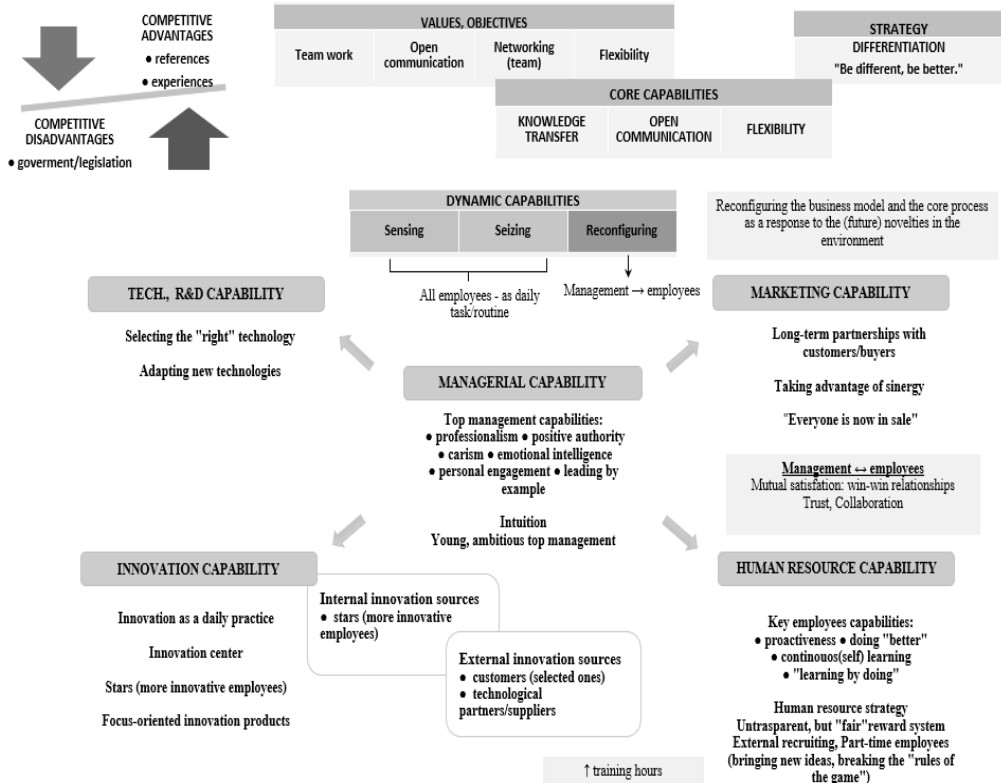 COMPETITIVE
ADVANTAGES
● references
● experiences
COMPETITIVE
DISADVANTAGES
● goverment/legislation
VALUES, OBJECTIVES
Team work
Open
communication
Networking
(team)
Flexibility
STRATEGY
DIFFERENTIATION
"Be different, be better."
CORE CAPABILITIES
KNOWLEDGE
TRANSFER
OPEN
COMMUNICATION
FLEXIBILITY
DYNAMIC CAPABILITIES
Sensing
Seizing
Reconfiguring
All employees - as daily
task/routine
Management → employees
Reconfiguring the business model and the core process
as a response to the (future) novelties in the
environment
TECH., R&D CAPABILITY
Selecting the "right" technology
Adapting new technologies
MARKETING CAPABILITY
Long-term partnerships with
customers/buyers
Taking advantage of sinergy
"Everyone is now in sale"
MANAGERIAL CAPABILITY
Top management capabilities:
● professionalism ● positive authority
● carism ● emotional intelligence
● personal engagement ● leading by
example
Intuition
Young, ambitious top management
Management ↔ employees
Mutual satisfaction: win-win relationships
Trust, Collaboration
INNOVATION CAPABILITY
Innovation as a daily practice
Innovation center
Stars (more innovative employees)
Focus-oriented innovation products
Internal innovation sources
● stars (more innovative
employees)
External innovation sources
● customers (selected ones)
● technological
partners/suppliers
HUMAN RESOURCE CAPABILITY
Key employees capabilities:
● proactiveness ● doing "better"
● continuos(self) learning
● "learning by doing"
Human resource strategy
Untrasparent, but "fair"reward system
External recruiting, Part-time employees
(bringing new ideas, breaking the "rules of
the game")
↑ training hours